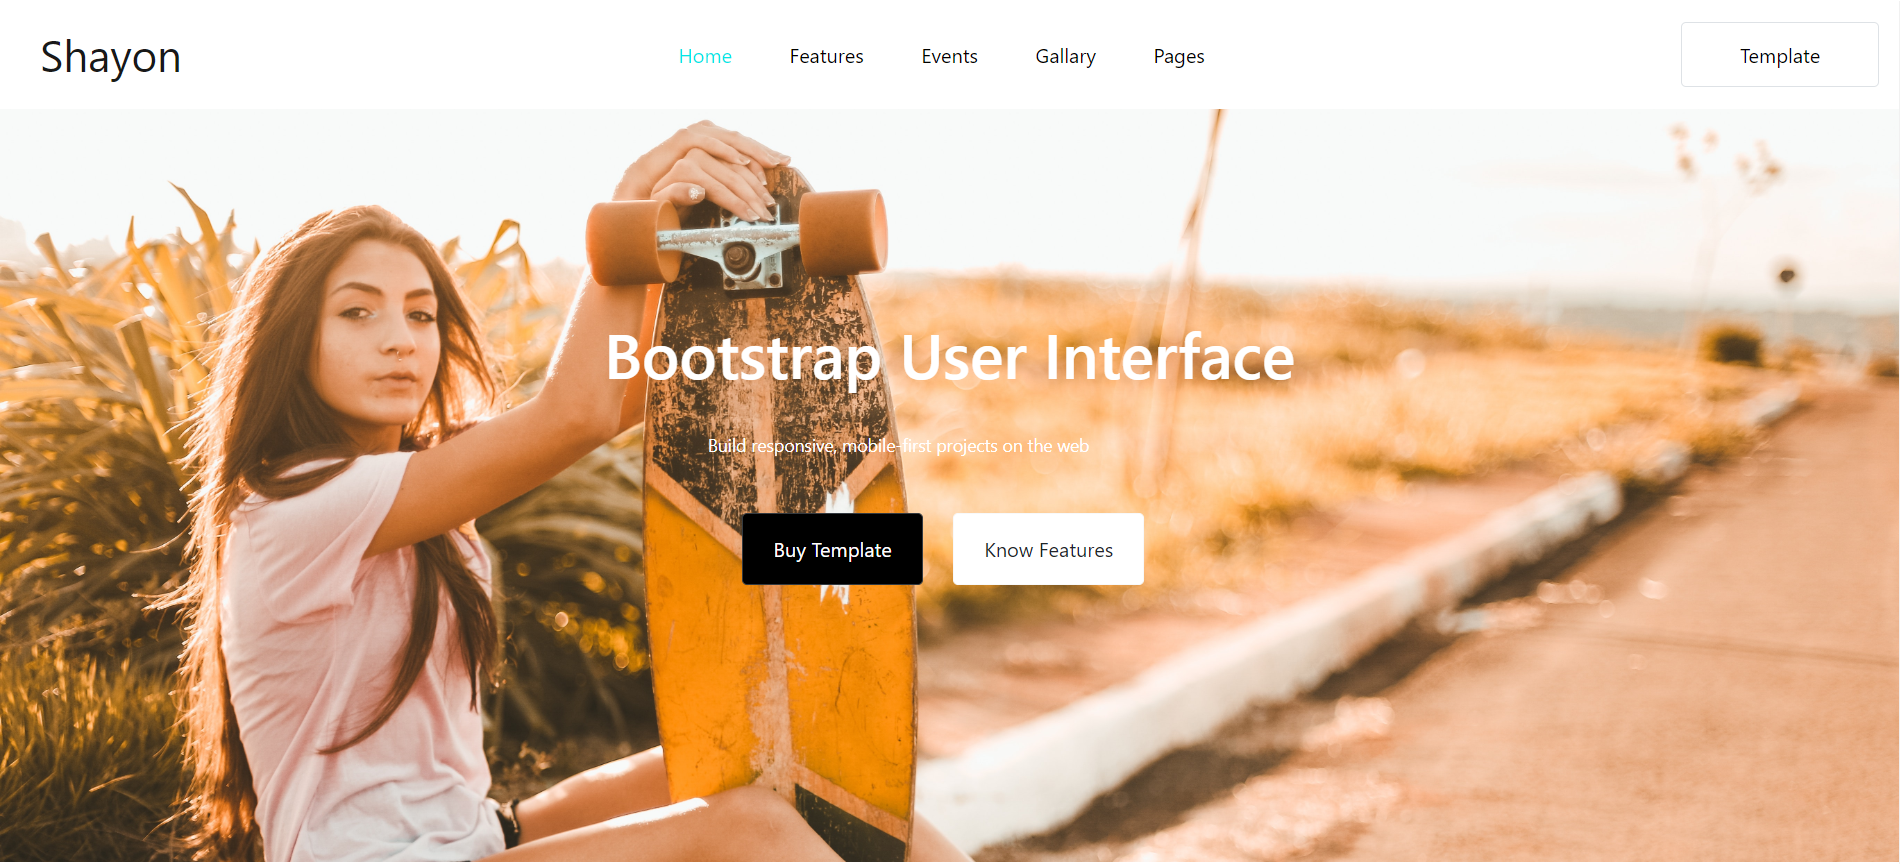 Shayon
Home Features Events Gallary Pages
Template
Bootstrap User Interface
Build responsive, mobile-first projects on the web
Buy Template
Know Features